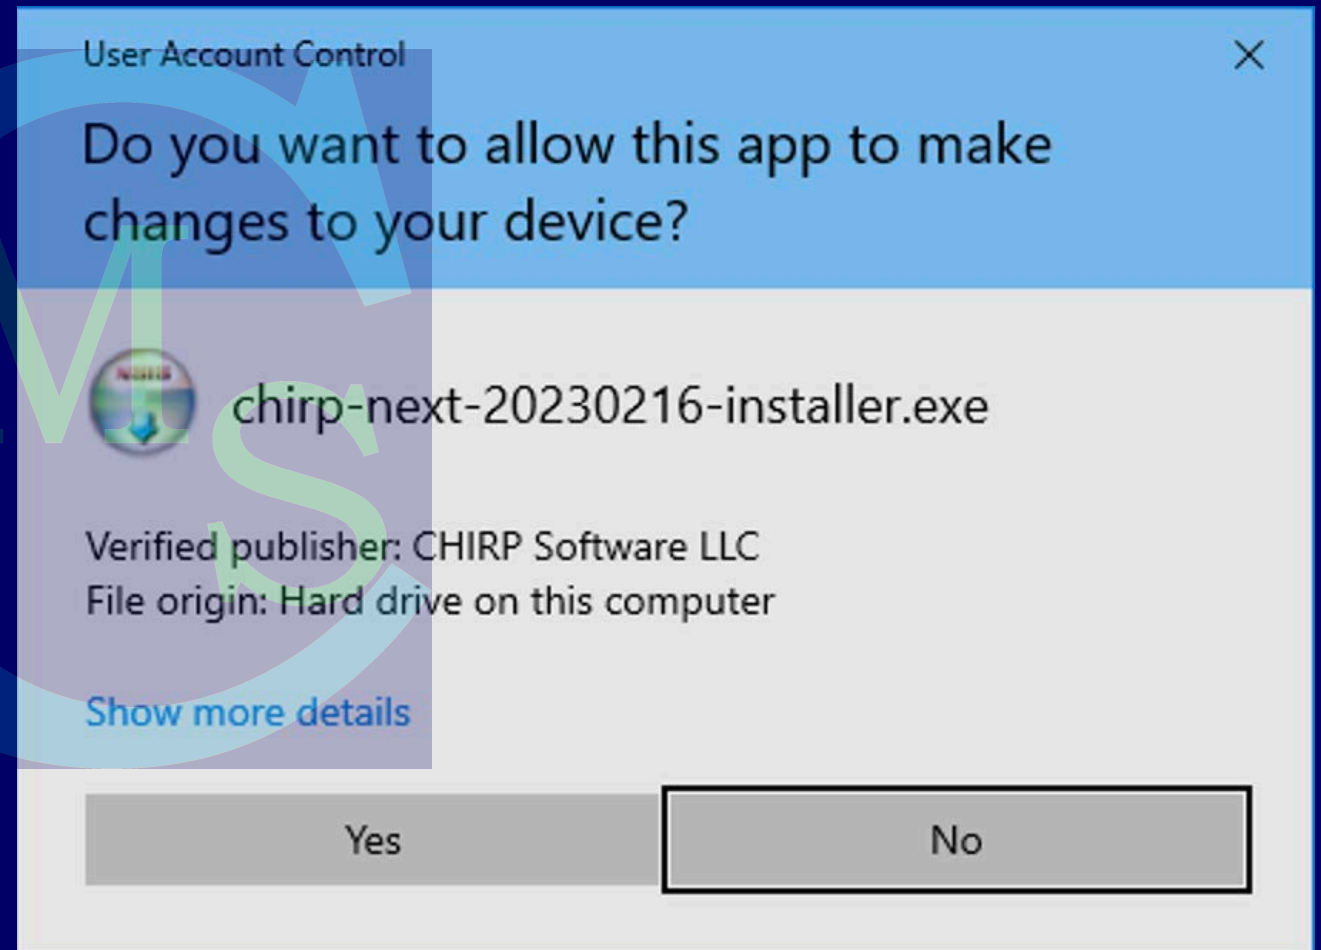 User Account Control
Do you want to allow this app to make
changes to your device?
NSIS
chirp-next-20230216-installer.exe
Verified publisher: CHIRP Software LLC
File origin: Hard drive on this computer
Show more details
Yes
No
CMS